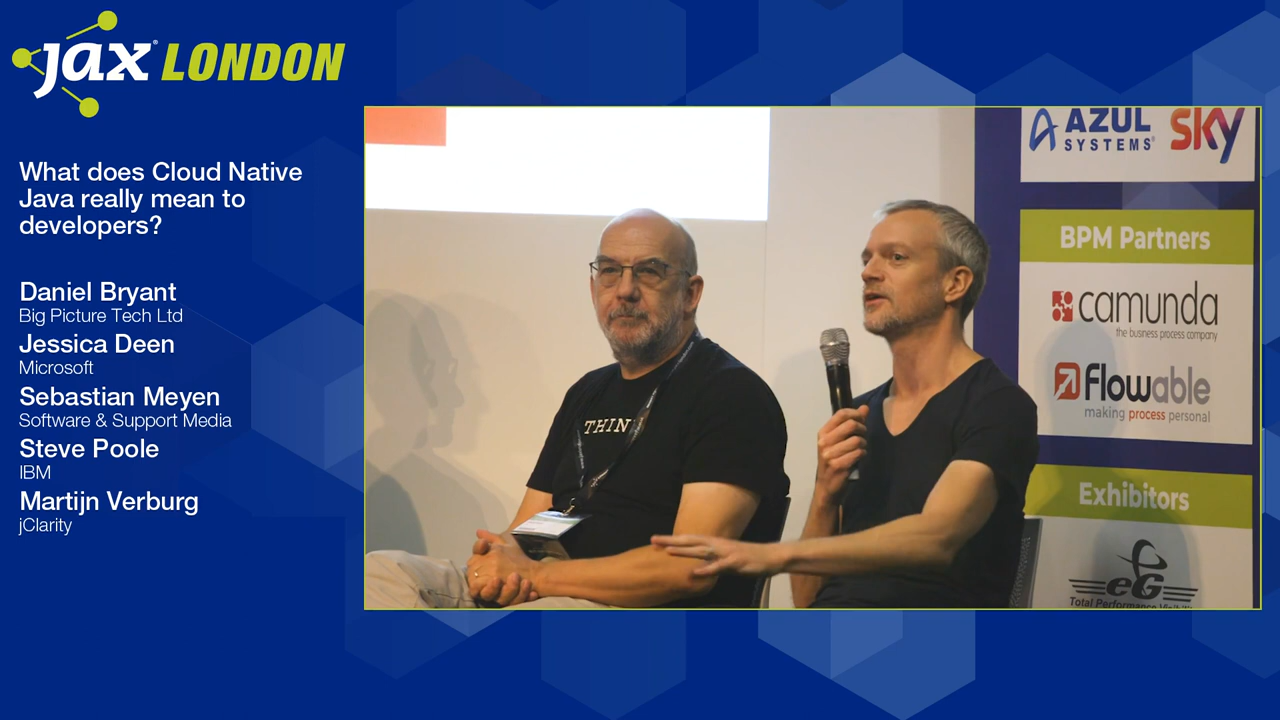 jax LONDON
What does Cloud Native
Java really mean to
developers?
Daniel Bryant
Big Picture Tech Ltd
Jessica Deen
Microsoft
Sebastian Meyen
Software & Support Media
Steve Poole
IBM
Martijn Verburg
jClarity
AZUL
SYSTEMS
sky
BPM Partners
camunda
the business process company
flowable
making process personal
Exhibitors
eG
Total Performance
THIN